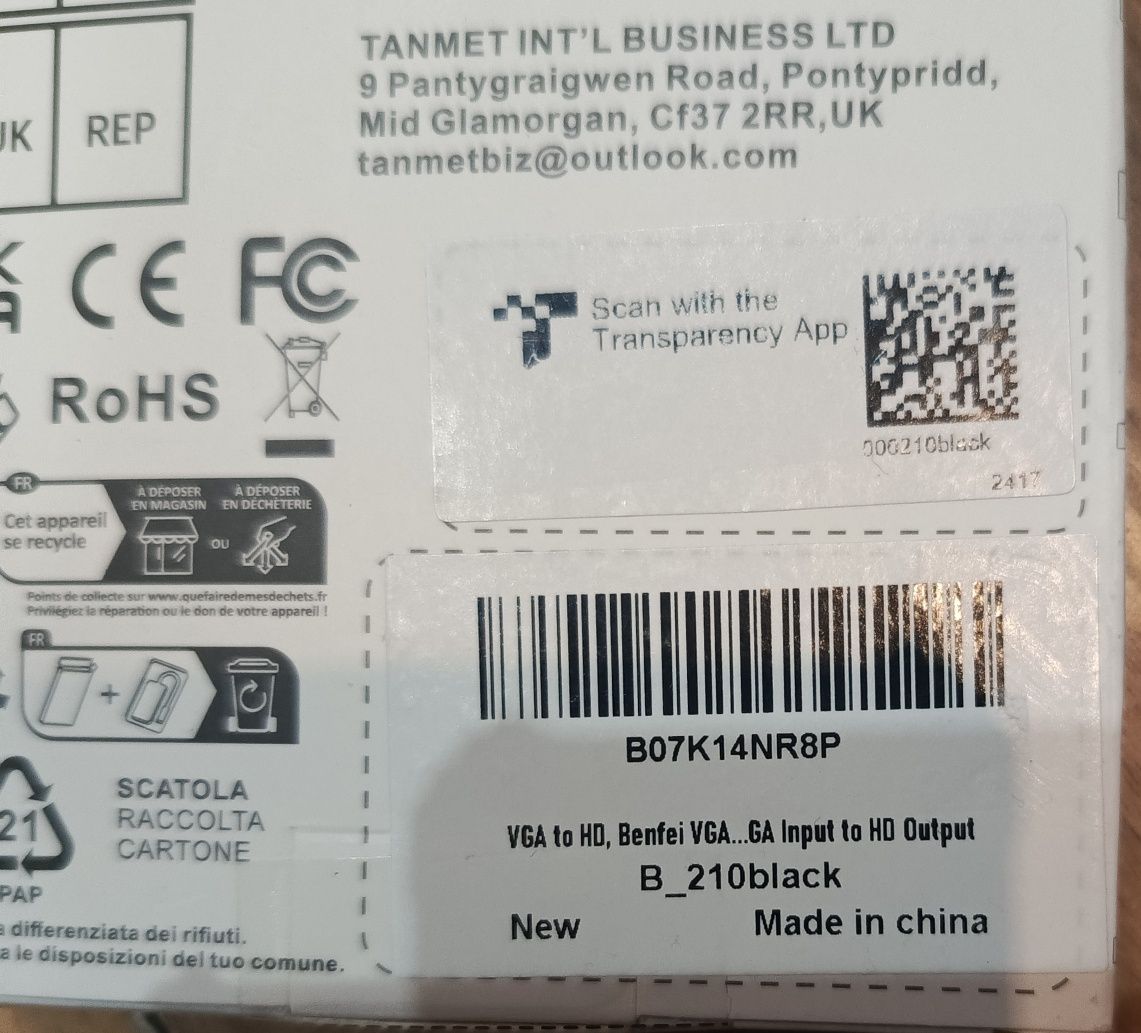 TANMET INT'L BUSINESS LTD
9 Pantygraigwen Road, Pontypridd,
Mid Glamorgan, Cf37 2RR,UK
tanmetbiz@outlook.com
UK REP
CE FC
RoHS
Scan with the
Transparency App
000210black
2417
FR
Cet appareil
se recycle
À DÉPOSER
EN MAGASIN
OU
À DÉPOSER
EN DÉCHÈTERIE
Points de collecte sur www.quefairedemesdechets.fr
Privilégiez la réparation ou le don de votre appareil !
FR
+
21
PAP
SCATOLA
RACCOLTA
CARTONE
differenziata dei rifiuti.
le disposizioni del tuo comune.
B07K14NR8P
VGA to HD, Benfei VGA...GA Input to HD Output
B_210black
New
Made in china